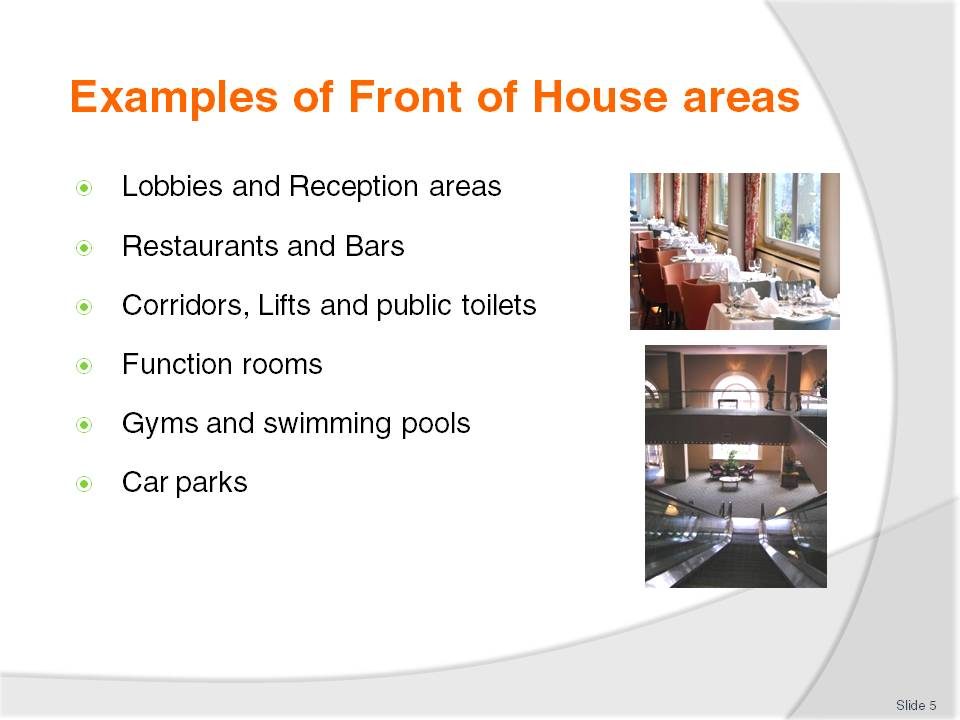 Examples of Front of House areas
Lobbies and Reception areas
Restaurants and Bars
Corridors, Lifts and public toilets
Function rooms
Gyms and swimming pools
Car parks
Slide 5